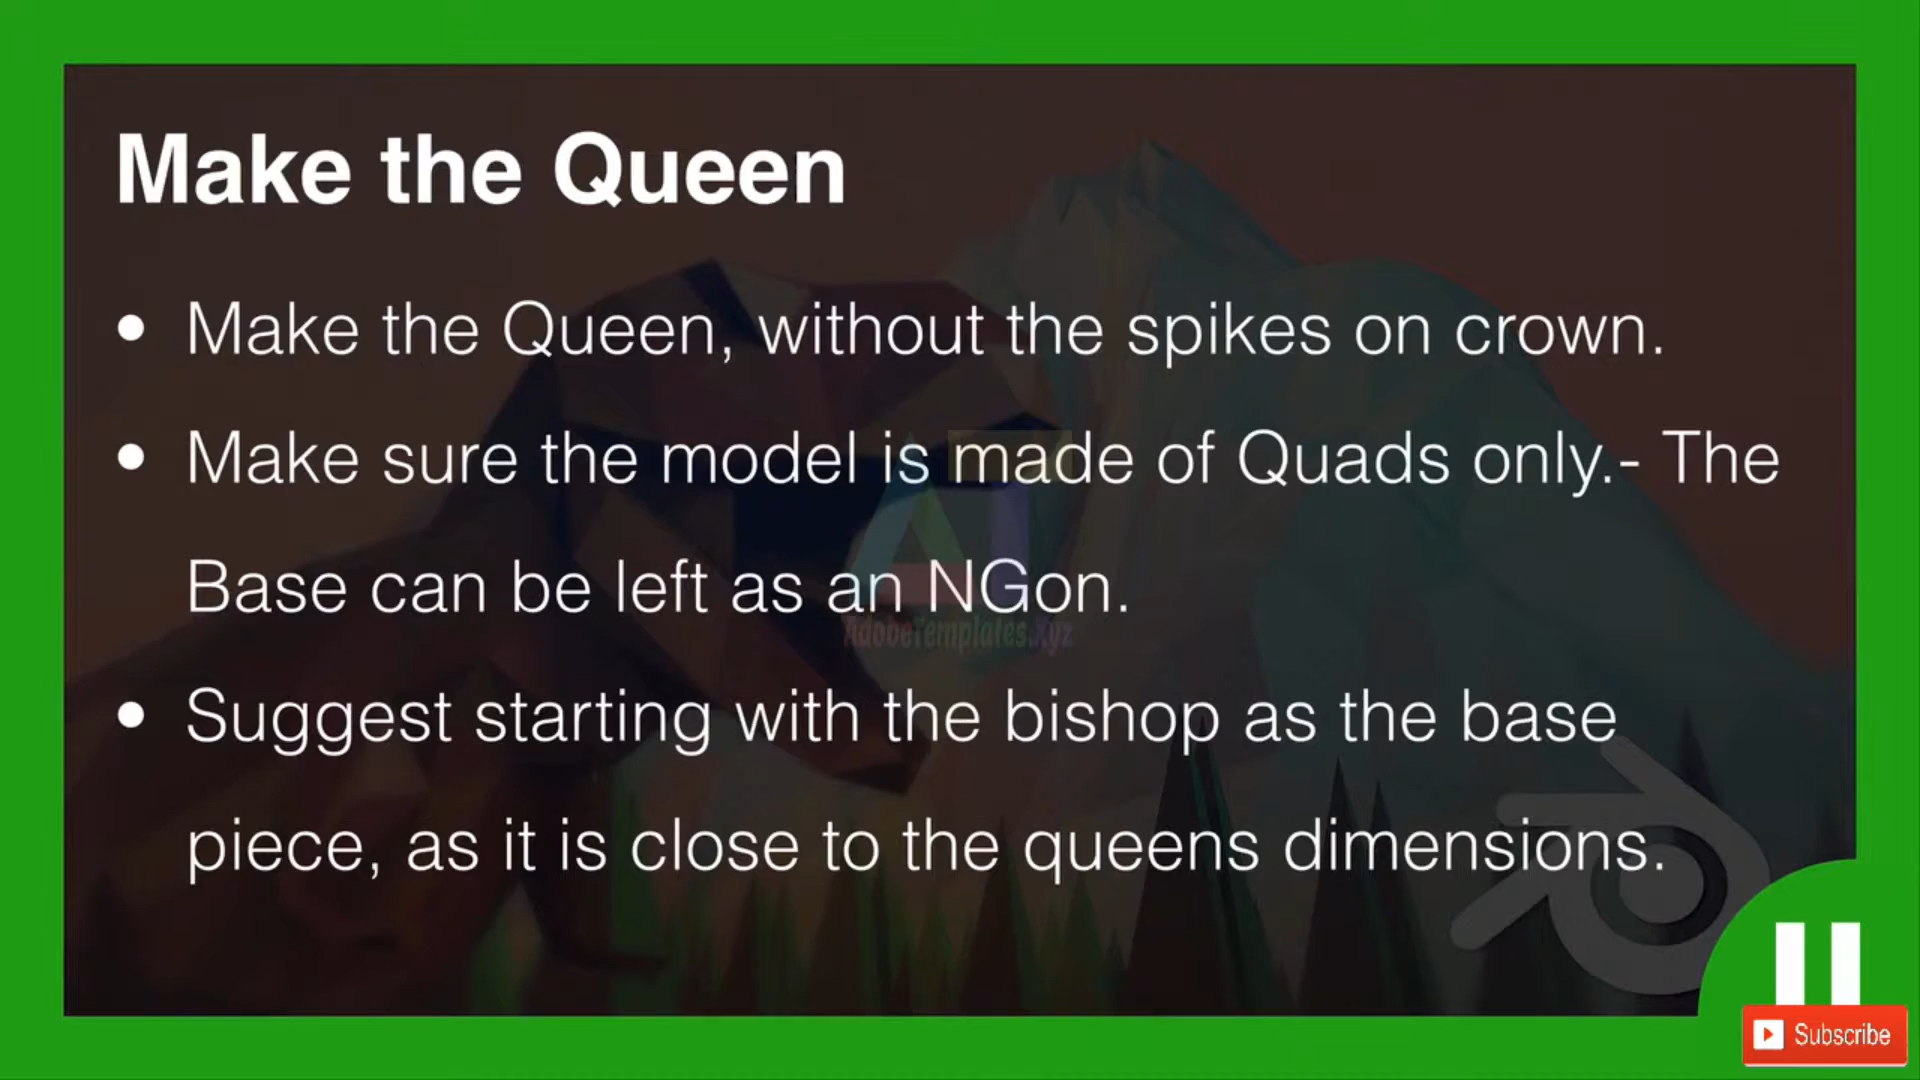 Make the Queen
• Make the Queen, without the spikes on crown.
• Make sure the model is made of Quads only.- The
Base can be left as an NGon.
AdobeTemplates.Xyz
• Suggest starting with the bishop as the base
piece, as it is close to the queens dimensions.
Subscribe